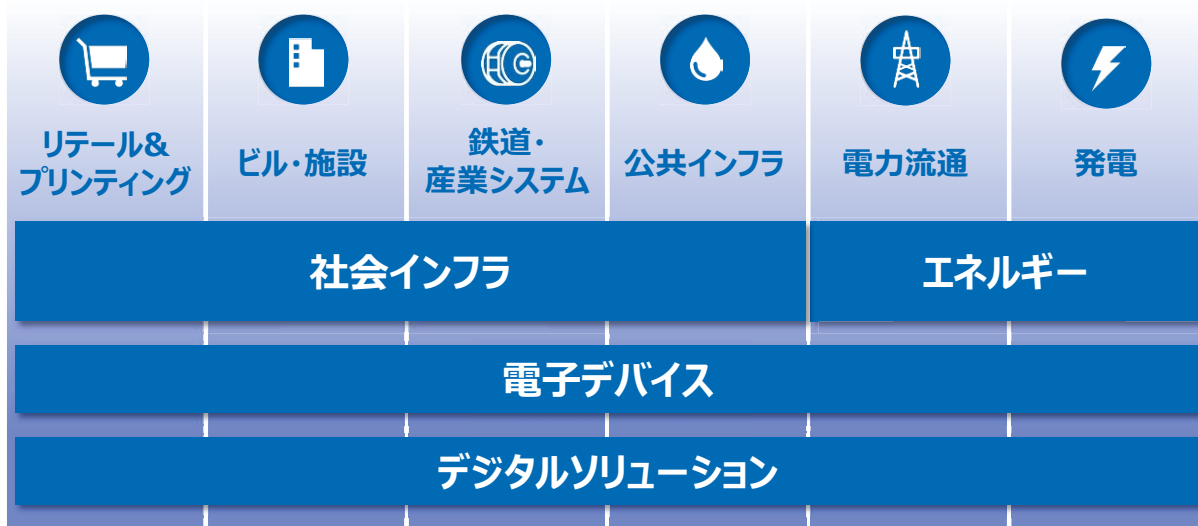 リテール&
プリンティング
ビル・施設
鉄道・
産業システム
公共インフラ
電力流通
発電
社会インフラ
エネルギー
電子デバイス
デジタルソリューション